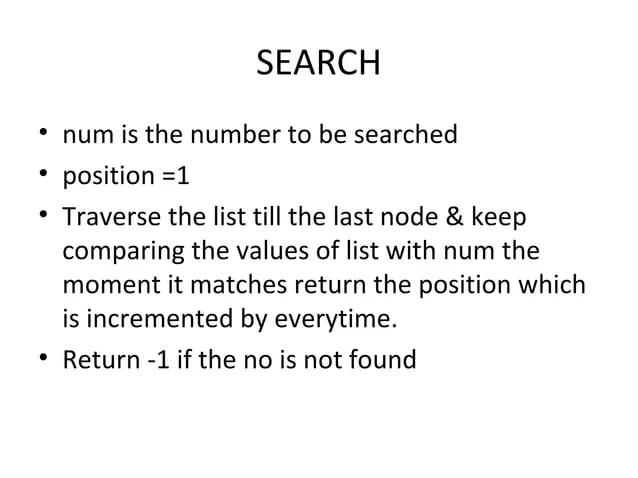 SEARCH
• num is the number to be searched
• position =1
• Traverse the list till the last node & keep
comparing the values of list with num the
moment it matches return the position which
is incremented by everytime.
• Return -1 if the no is not found